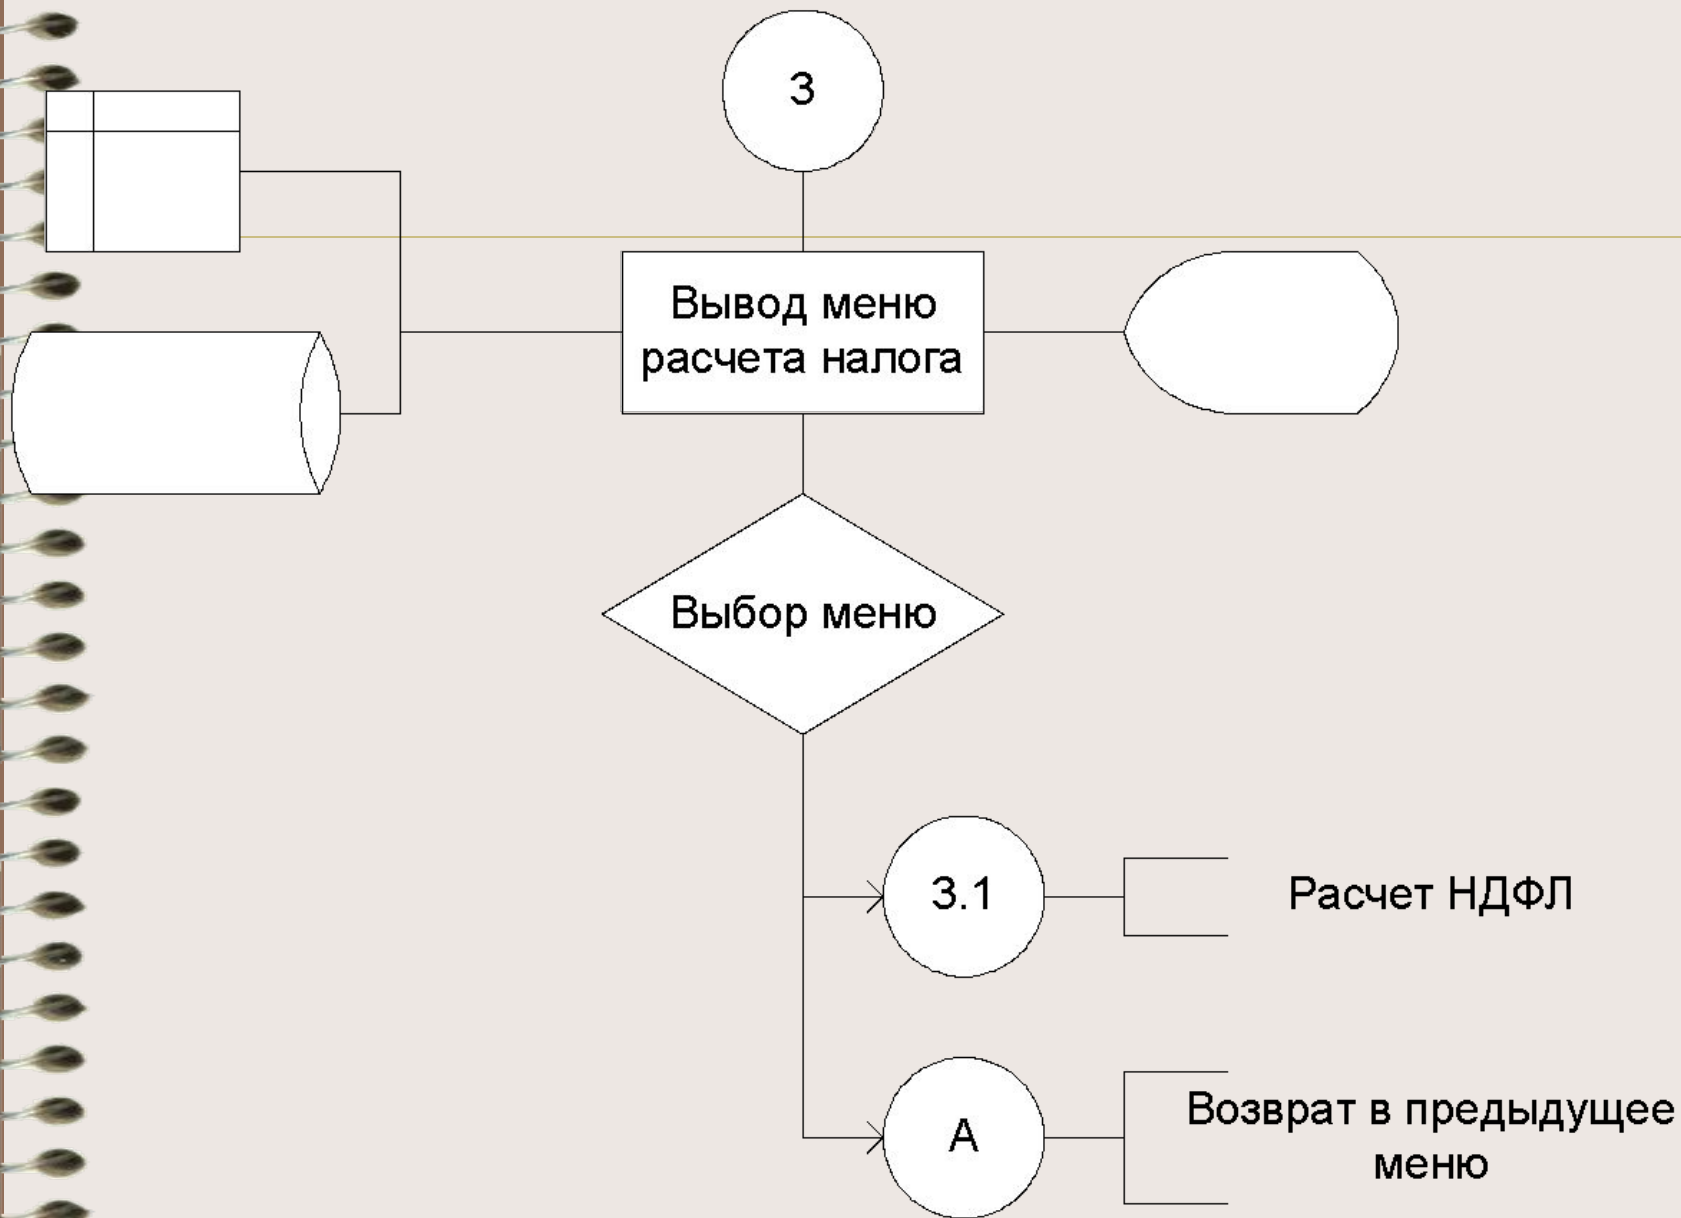 3
Вывод меню
расчета налога
Выбор меню
3.1
Расчет НДФЛ
А
Возврат в предыдущее
меню